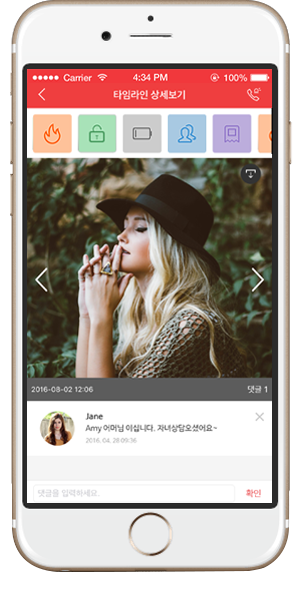 Carrier 4:34 PM 100%
타임라인 상세보기
2016-08-02 12:06 댓글 1
Jane
Amy 어머님 이십니다. 자녀상담오셨어요~
2016. 04. 28 09:36
댓글을 입력하세요. 확인